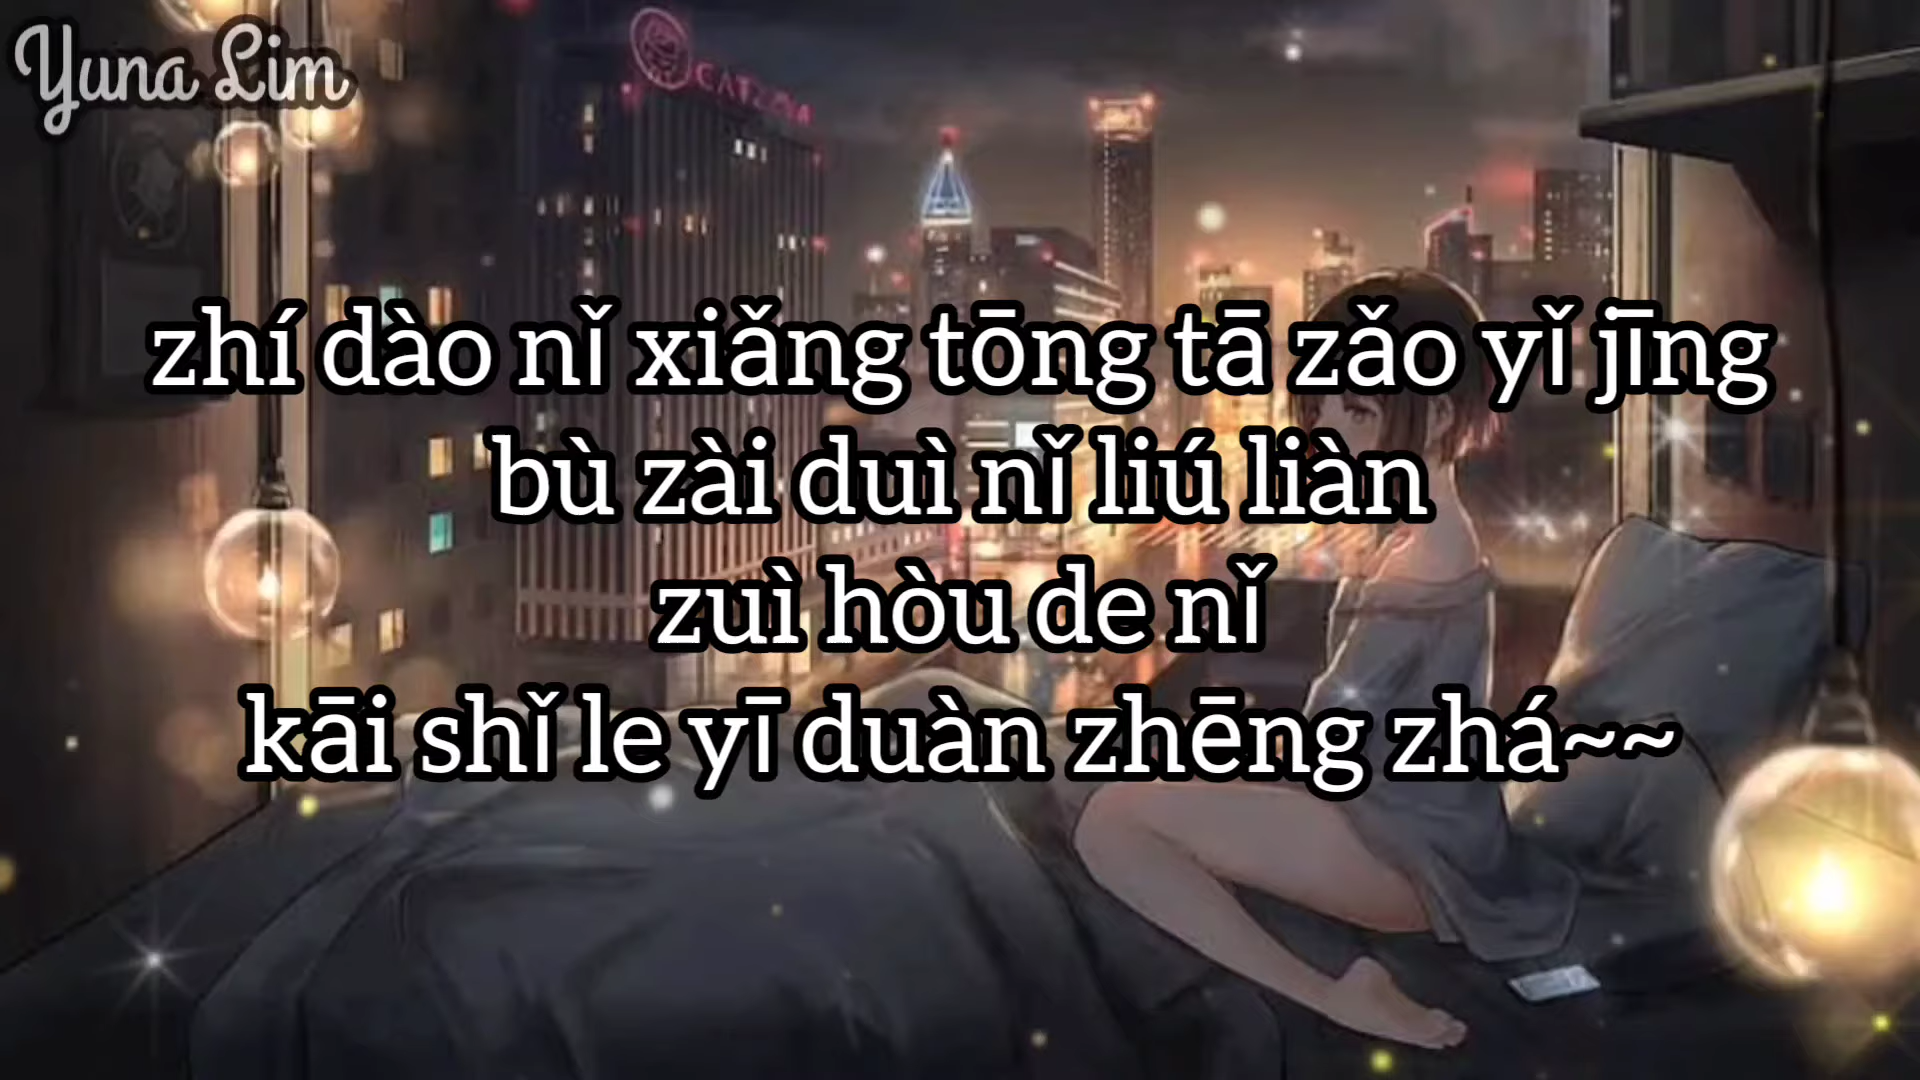 Yuna Lim
zhí dào nǐ xiǎng tōng tā zǎo yǐ jīng
bù zài duì nǐ liú liàn
zuì hòu de nǐ
kāi shǐ le yī duàn zhēng zhá~~